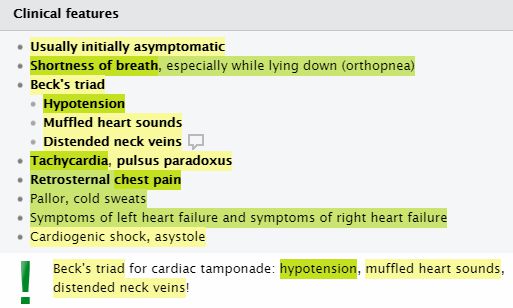 Clinical features
Usually initially asymptomatic
Shortness of breath, especially while lying down (orthopnea)
Beck's triad
Hypotension
Muffled heart sounds
Distended neck veins
Tachycardia, pulsus paradoxus
Retrosternal chest pain
Pallor, cold sweats
Symptoms of left heart failure and symptoms of right heart failure
Cardiogenic shock, asystole
! Beck's triad for cardiac tamponade: hypotension, muffled heart sounds,
distended neck veins!